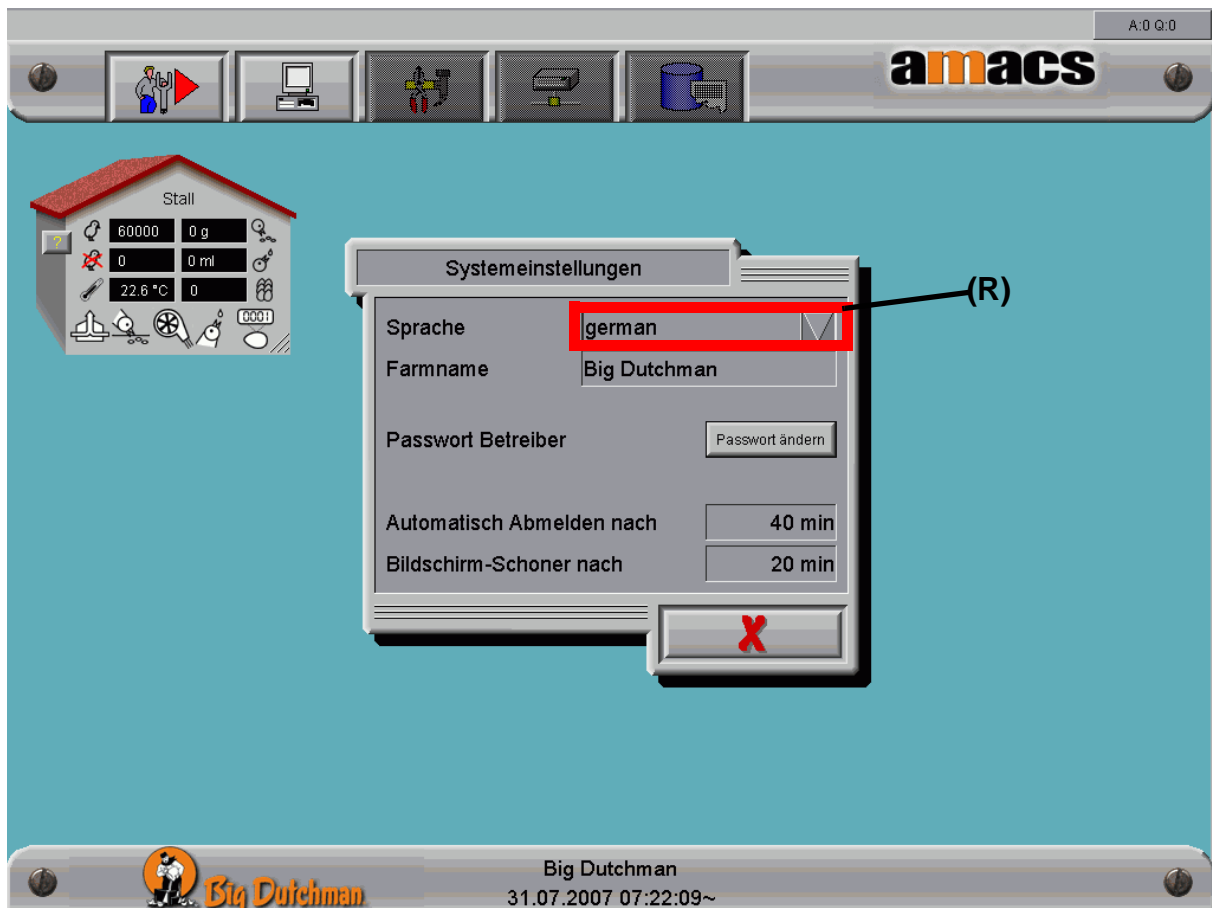 A:0 Q:0
amacs
Stall
?
60000 0 g
0 0 ml
22.6 °C 0
0001
Systemeinstellungen
Sprache german
(R)
Farmname Big Dutchman
Passwort Betreiber Passwort ändern
Automatisch Abmelden nach 40 min
Bildschirm-Schoner nach 20 min
X
Big Dutchman
Big Dutchman.
31.07.2007 07:22:09~